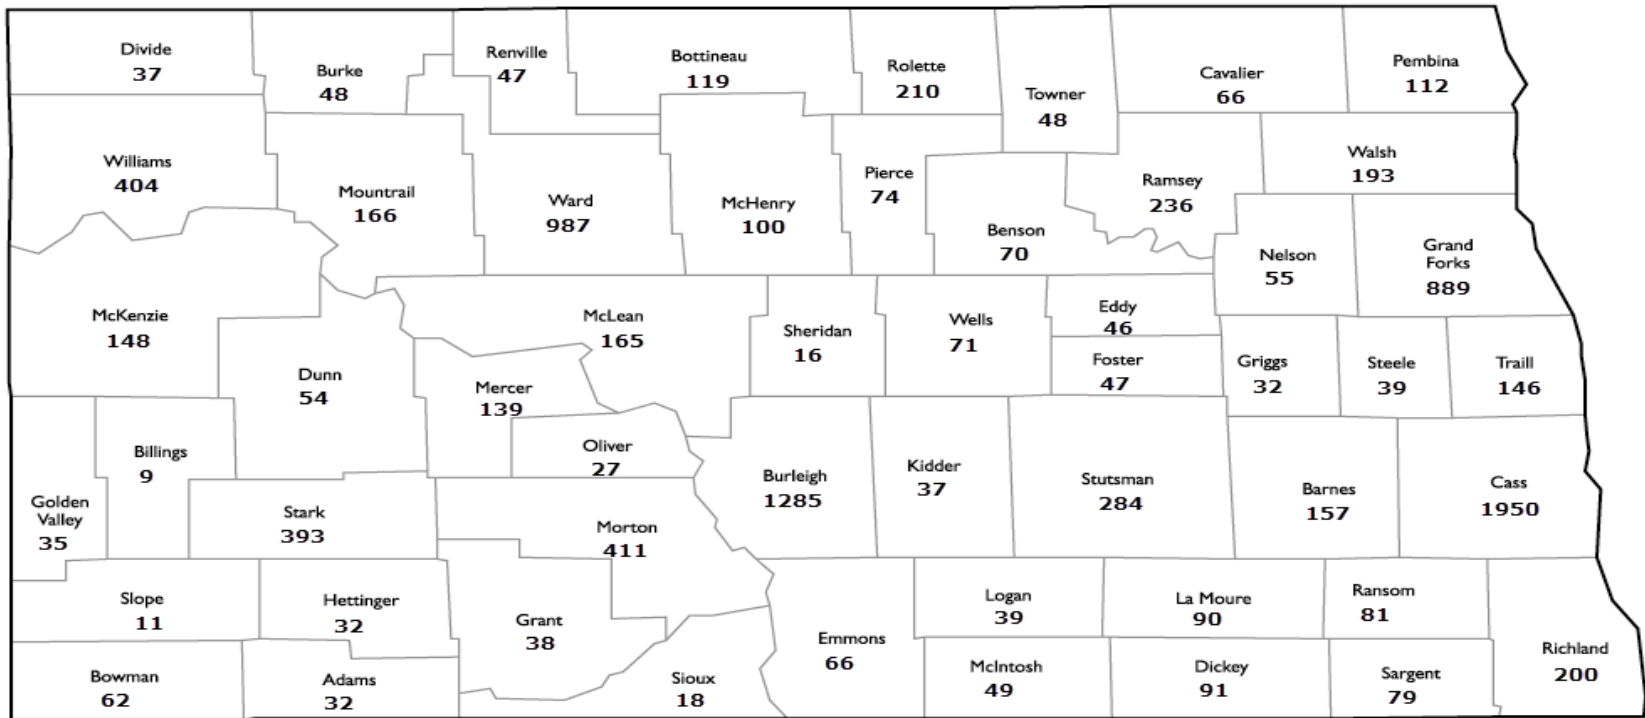 Divide
37
Burke
48
Renville
47
Bottineau
119
Rolette
210
Towner
48
Cavalier
66
Pembina
112
Williams
404
Mountrail
166
Ward
987
McHenry
100
Pierce
74
Benson
70
Ramsey
236
Walsh
193
Nelson
55
Grand
Forks
889
McKenzie
148
Dunn
54
McLean
165
Mercer
139
Oliver
27
Sheridan
16
Wells
71
Eddy
46
Foster
47
Griggs
32
Steele
39
Traill
146
Golden
Valley
35
Billings
9
Stark
393
Morton
411
Burleigh
1285
Kidder
37
Stutsman
284
Barnes
157
Cass
1950
Slope
11
Hettinger
32
Grant
38
Bowman
62
Adams
32
Sioux
18
Emmons
66
Logan
39
La Moure
90
Ransom
81
McIntosh
49
Dickey
91
Sargent
79
Richland
200